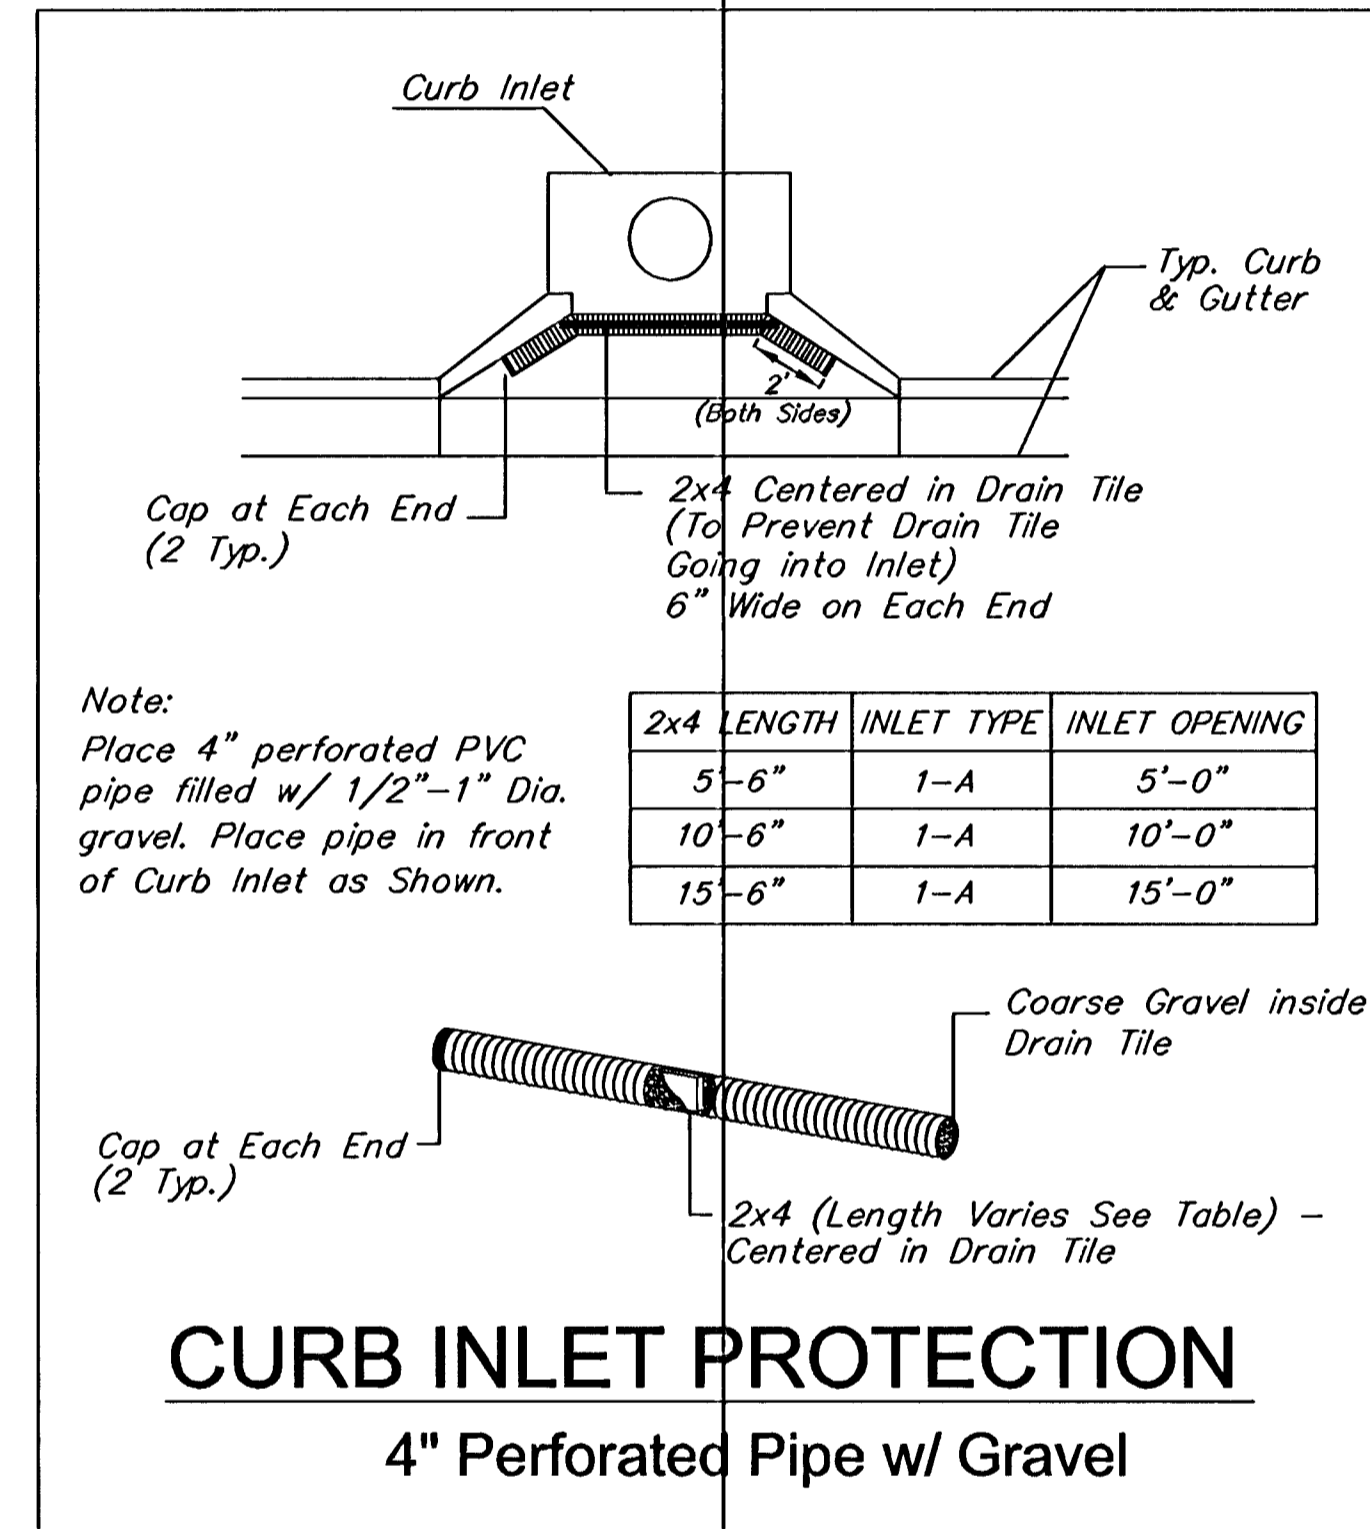 Curb Inlet
Typ. Curb
& Gutter
2'
(Both Sides)
Cap at Each End
(2 Typ.)
2x4 Centered in Drain Tile
(To Prevent Drain Tile
Going into Inlet)
6" Wide on Each End
Note:
Place 4" perforated PVC
pipe filled w/ 1/2"-1" Dia.
gravel. Place pipe in front
of Curb Inlet as Shown.
2x4 LENGTH INLET TYPE INLET OPENING
5'-6" 1-A 5'-0"
10'-6" 1-A 10'-0"
15'-6" 1-A 15'-0"
Coarse Gravel inside
Drain Tile
Cap at Each End
(2 Typ.)
2x4 (Length Varies See Table) -
Centered in Drain Tile
CURB INLET PROTECTION
4" Perforated Pipe w/ Gravel